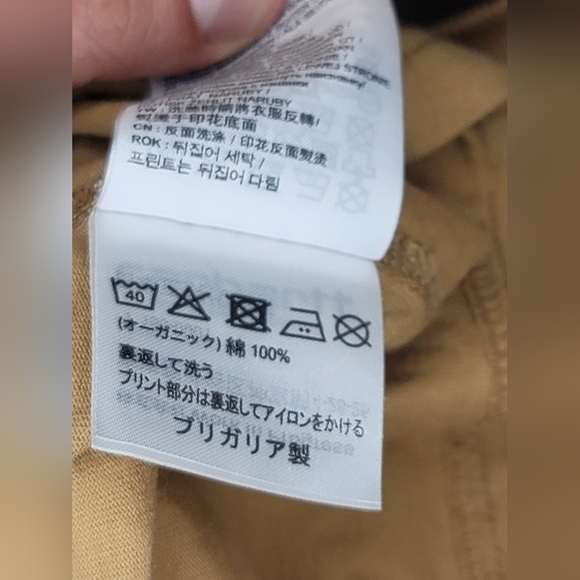 STRONE
NARUBY
TW : 洗滌時請將衣服反轉/
熨燙于印花底面
CN : 反面洗涤 / 印花反面熨烫
ROK : 뒤집어 세탁 /
프린트는 뒤집어 다림
40
(オーガニック) 綿 100%
裏返して洗う
プリント部分は裏返してアイロンをかける
ブリガリア製